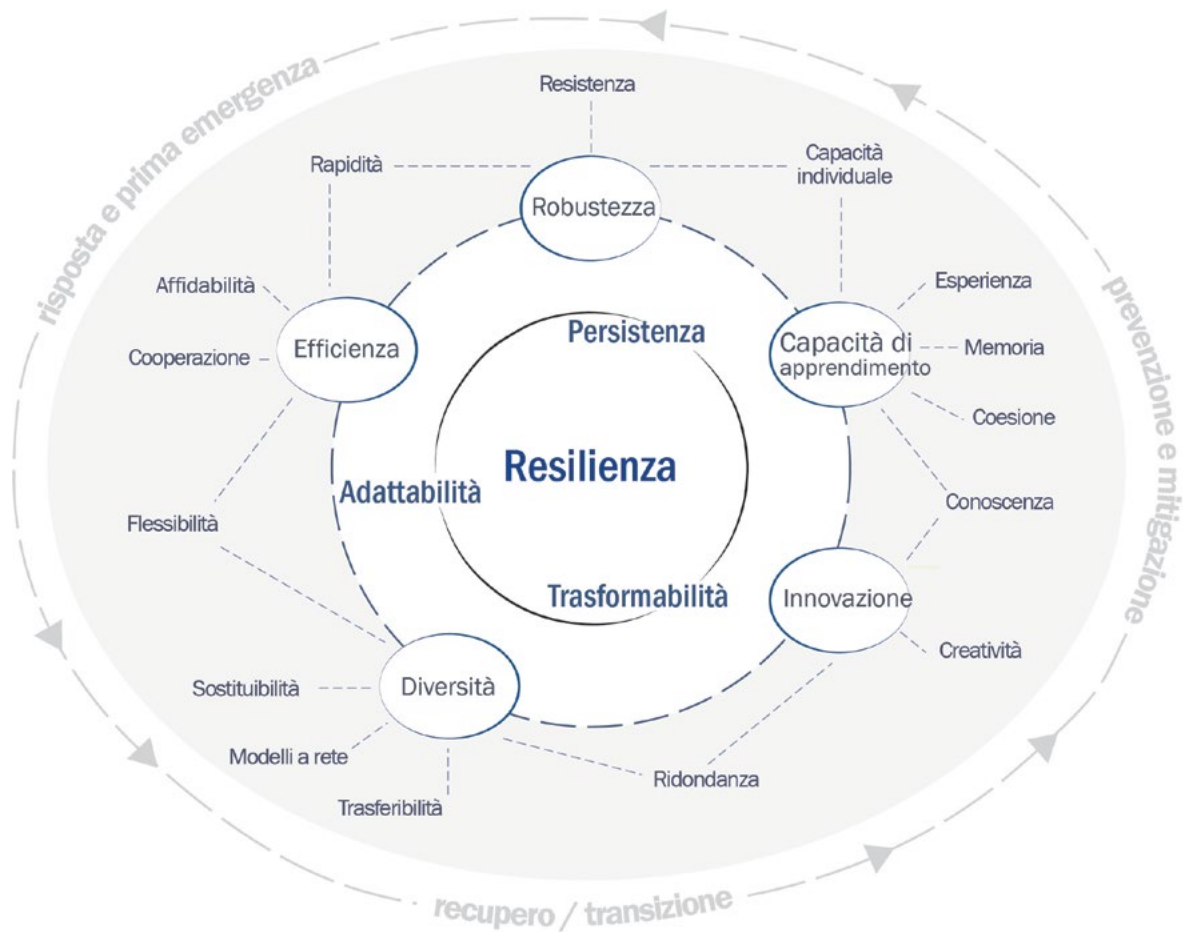 risposta e prima emergenza
Resistenza
Rapidità
Capacità
individuale
Robustezza
Affidabilità
Esperienza
prevenzione e mitigazione
Persistenza
Efficienza
Capacità di
apprendimento
Memoria
Cooperazione
Coesione
Resilienza
Adattabilità
Conoscenza
Flessibilità
Trasformabilità
Innovazione
Creatività
Diversità
Sostituibilità
Modelli a rete
Ridondanza
Trasferibilità
recupero / transizione